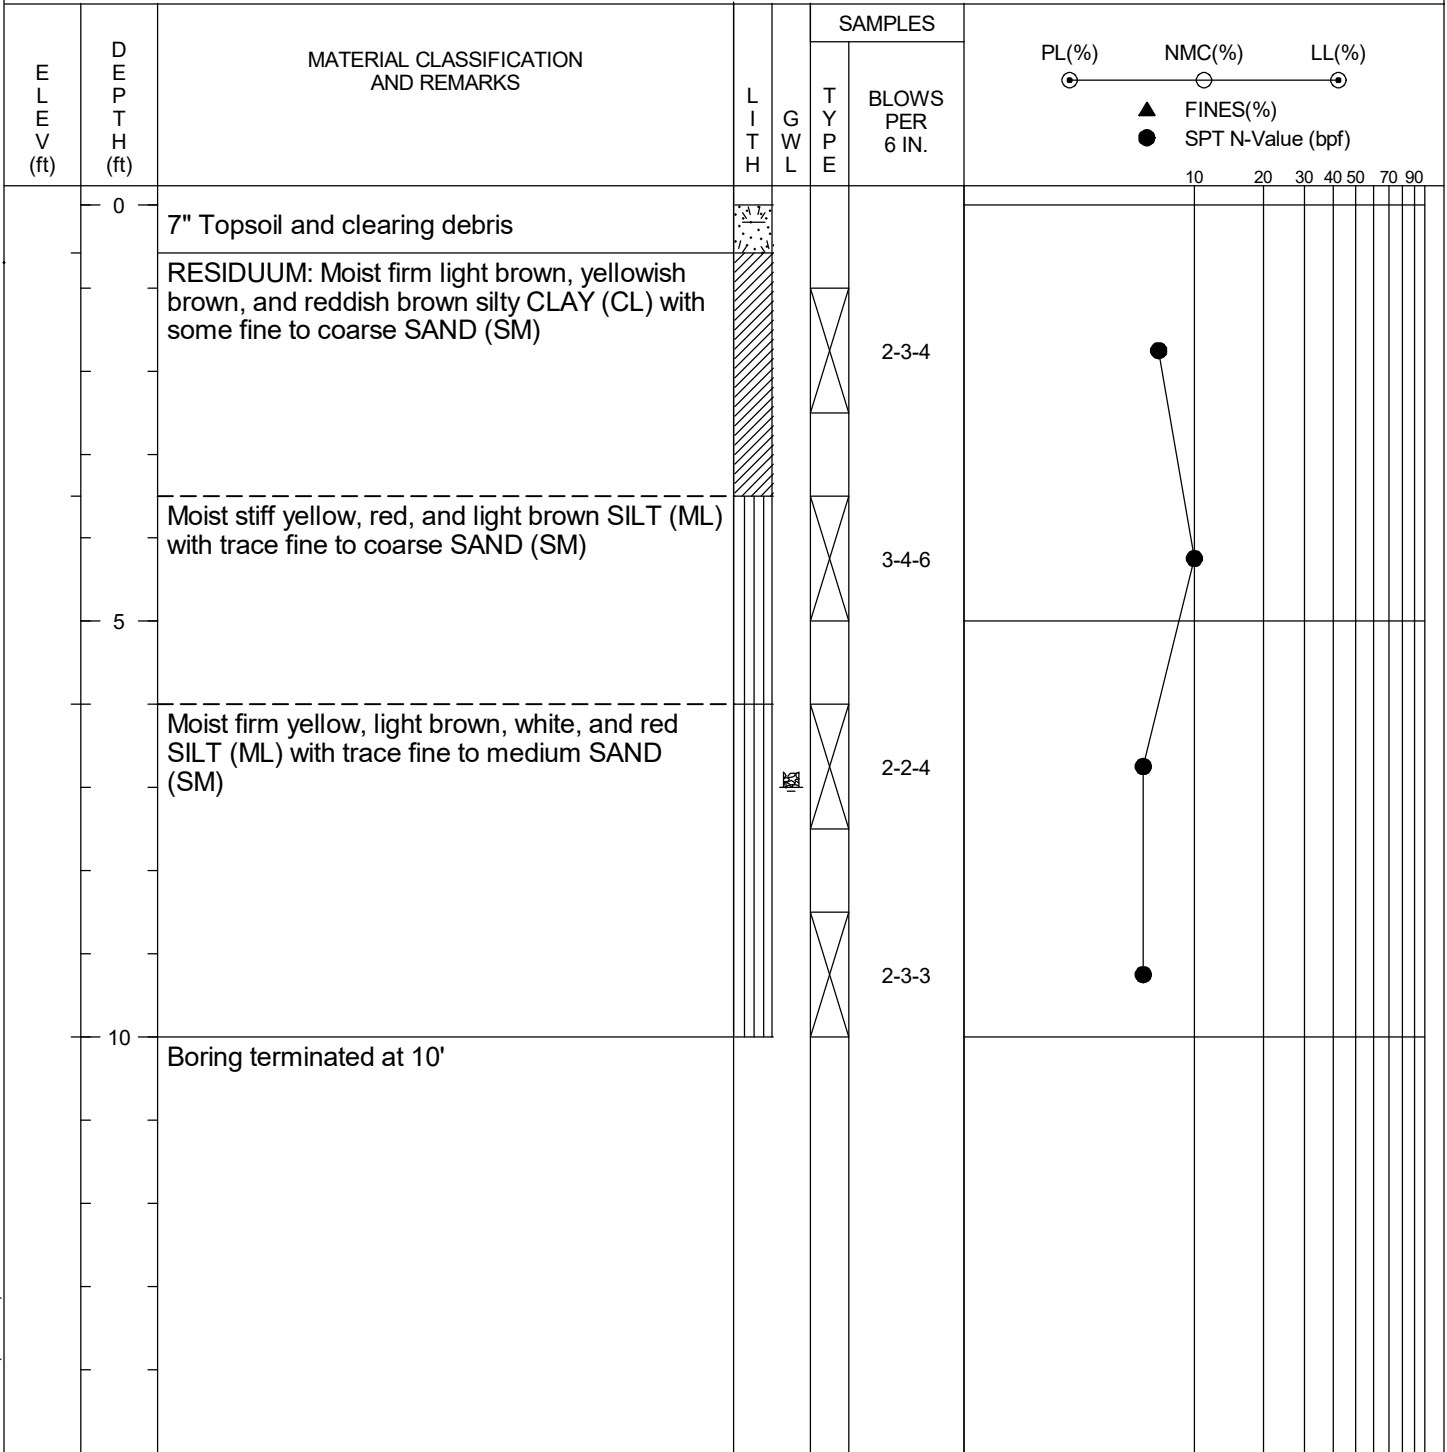 SAMPLES
ELEV (ft)
DEPTH (ft)
MATERIAL CLASSIFICATION
AND REMARKS
LITH
GWL
TYPE
BLOWS
PER
6 IN.
PL(%) NMC(%) LL(%)
FINES(%)
SPT N-Value (bpf)
10 20 30 40 50 70 90
0
7" Topsoil and clearing debris
RESIDUUM: Moist firm light brown, yellowish
brown, and reddish brown silty CLAY (CL) with
some fine to coarse SAND (SM)
2-3-4
Moist stiff yellow, red, and light brown SILT (ML)
with trace fine to coarse SAND (SM)
3-4-6
5
Moist firm yellow, light brown, white, and red
SILT (ML) with trace fine to medium SAND
(SM)
2-2-4
2-3-3
10
Boring terminated at 10'